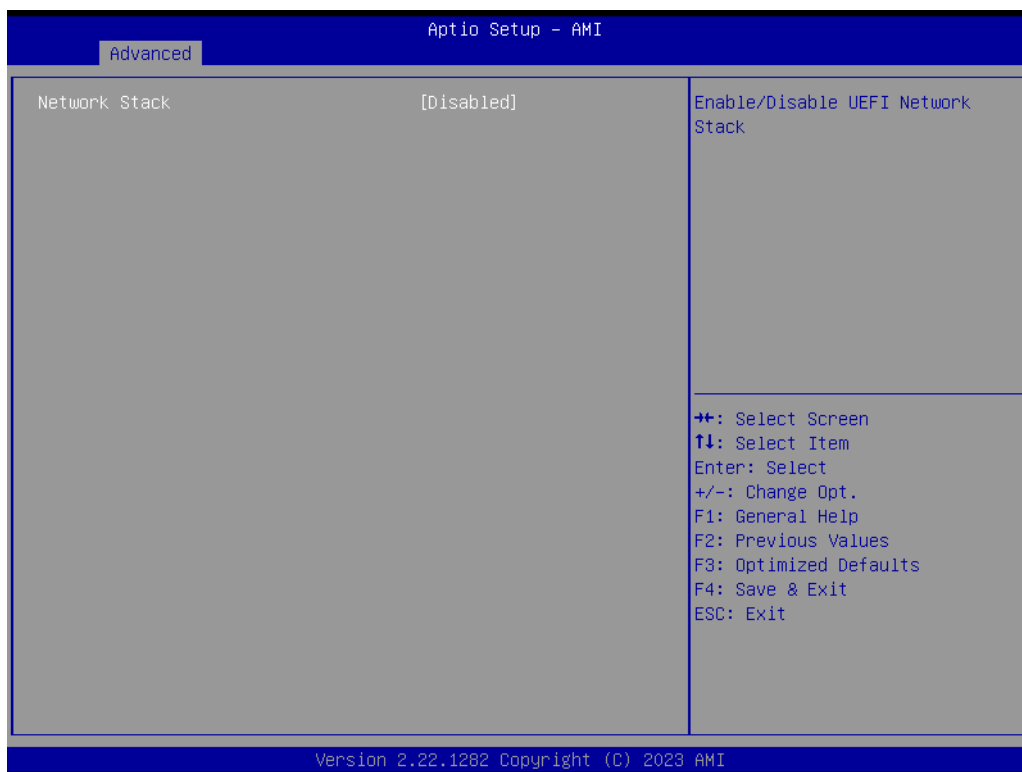 Aptio Setup - AMI
Advanced
Network Stack [Disabled]
Enable/Disable UEFI Network
Stack
→←: Select Screen
↑↓: Select Item
Enter: Select
+/-: Change Opt.
F1: General Help
F2: Previous Values
F3: Optimized Defaults
F4: Save & Exit
ESC: Exit
Version 2.22.1282 Copyright (C) 2023 AMI